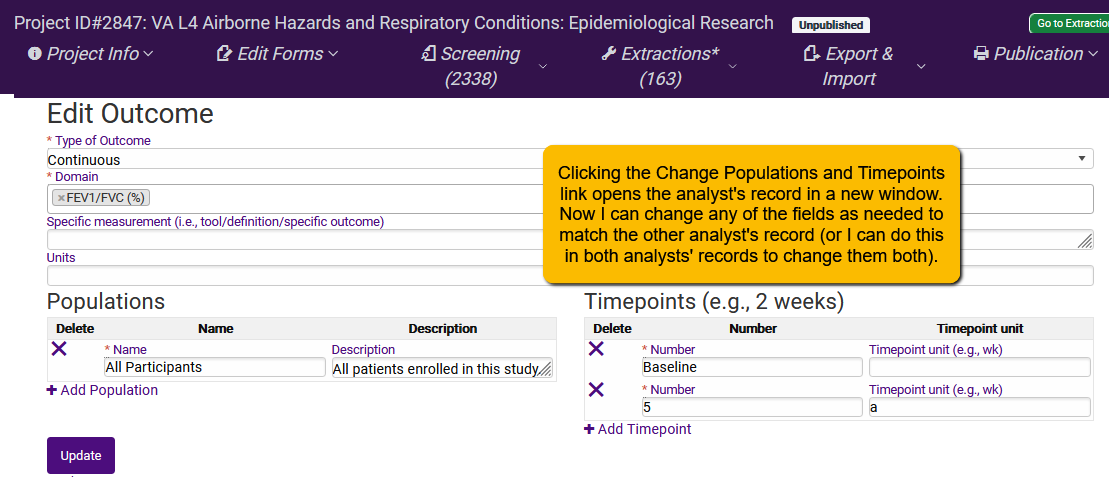 Project ID#2847: VA L4 Airborne Hazards and Respiratory Conditions: Epidemiological Research
Unpublished
Go to Extractio
Project Info
Edit Forms
Screening
(2338)
Extractions*
(163)
Export &
Import
Publication
Edit Outcome
* Type of Outcome
Continuous
* Domain
×FEV1/FVC (%)
Specific measurement (i.e., tool/definition/specific outcome)
Units
Clicking the Change Populations and Timepoints
link opens the analyst's record in a new window.
Now I can change any of the fields as needed to
match the other analyst's record (or I can do this
in both analysts' records to change them both).
Populations
Delete Name Description
* Name Description
All Participants All patients enrolled in this study
+ Add Population
Timepoints (e.g., 2 weeks)
Delete Number Timepoint unit
* Number Timepoint unit (e.g., wk)
Baseline
* Number Timepoint unit (e.g., wk)
5 a
+ Add Timepoint
Update